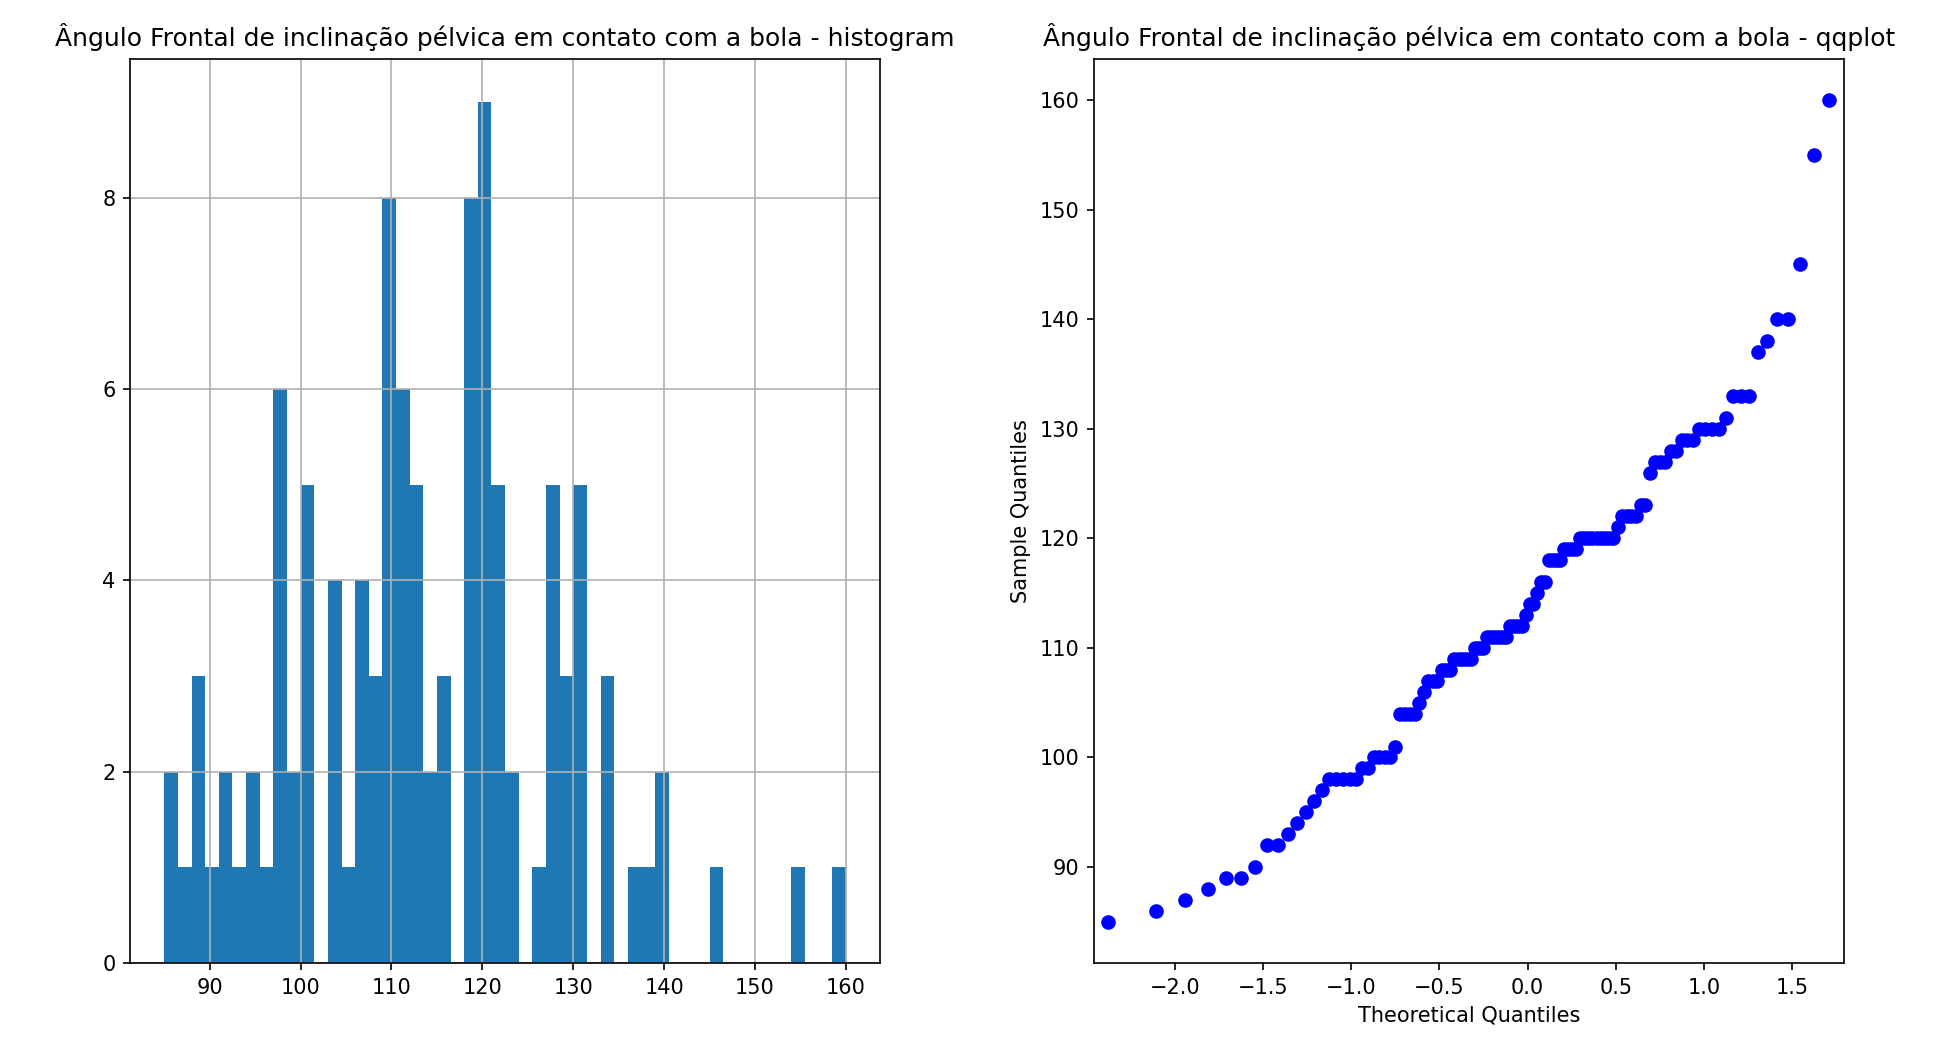 Ângulo Frontal de inclinação pélvica em contato com a bola - histogram
8
6
4
2
0
90 100 110 120 130 140 150 160
Ângulo Frontal de inclinação pélvica em contato com a bola - qqplot
160
150
140
130
120
110
100
90
Sample Quantiles
−2.0 −1.5 −1.0 −0.5 0.0 0.5 1.0 1.5
Theoretical Quantiles